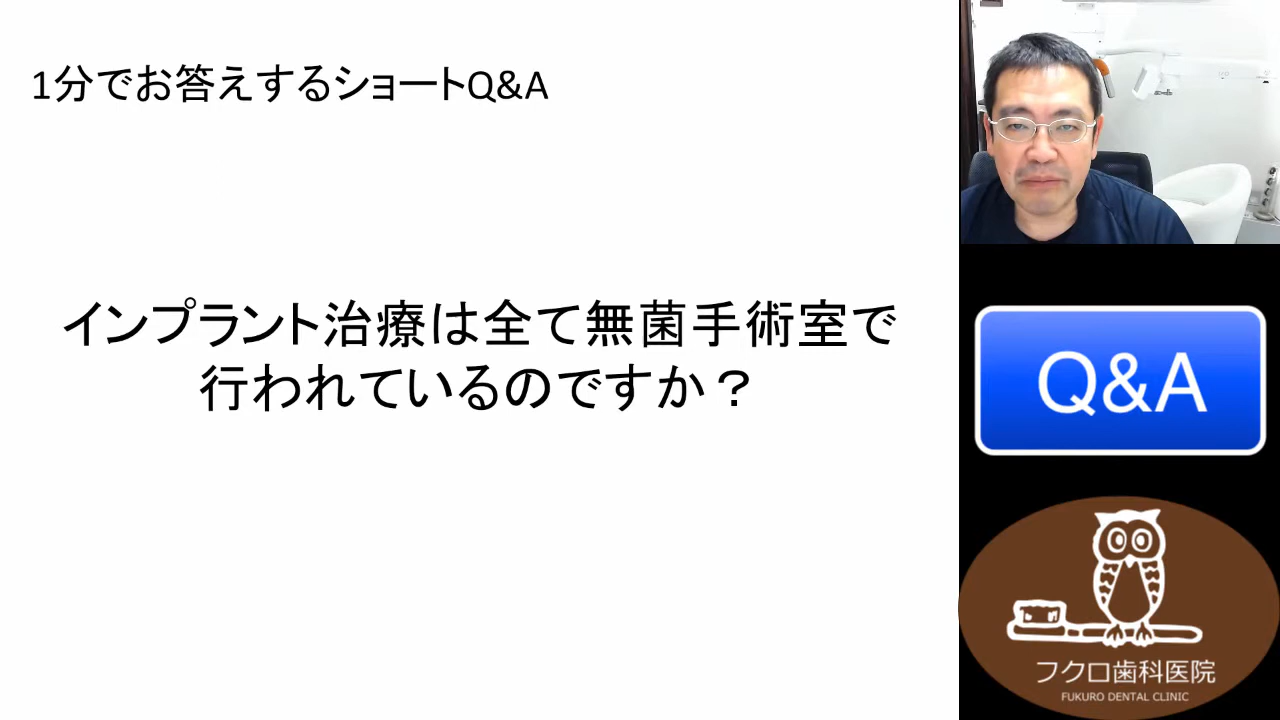 1分でお答えするショートQ&A
インプラント治療は全て無菌手術室で
行われているのですか？
Q&A
フクロ歯科医院
FUKURO DENTAL CLINIC